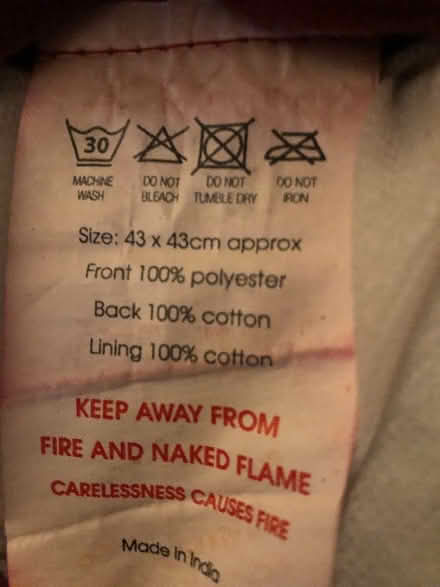 30
MACHINE WASH
DO NOT BLEACH
DO NOT TUMBLE DRY
DO NOT IRON
Size: 43 x 43cm approx
Front 100% polyester
Back 100% cotton
Lining 100% cotton
KEEP AWAY FROM
FIRE AND NAKED FLAME
CARELESSNESS CAUSES FIRE
Made in India